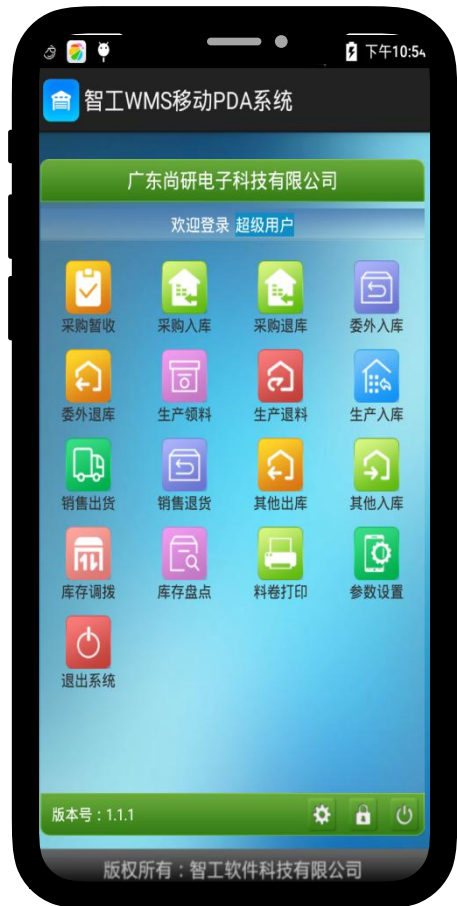 下午10:54
智工WMS移动PDA系统
广东尚研电子科技有限公司
欢迎登录 超级用户
采购暂收 采购入库 采购退库 委外入库
委外退库 生产领料 生产退料 生产入库
销售出货 销售退货 其他出库 其他入库
库存调拨 库存盘点 料卷打印 参数设置
退出系统
版本号：1.1.1
版权所有：智工软件科技有限公司